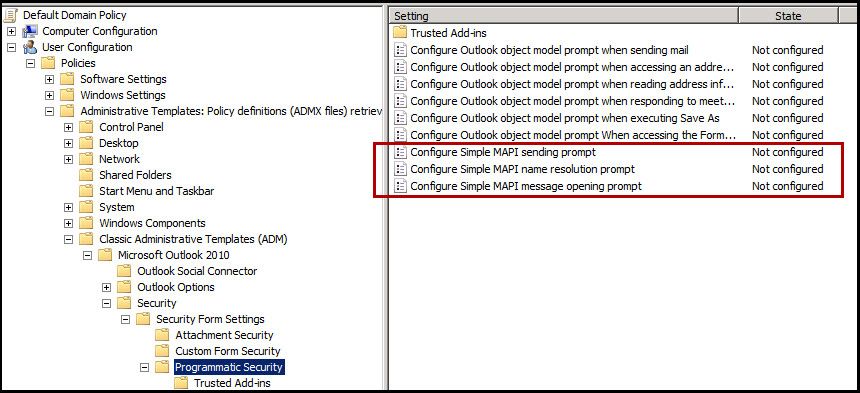 Default Domain Policy
Computer Configuration
User Configuration
Policies
Software Settings
Windows Settings
Administrative Templates: Policy definitions (ADMX files) retriev
Control Panel
Desktop
Network
Shared Folders
Start Menu and Taskbar
System
Windows Components
Classic Administrative Templates (ADM)
Microsoft Outlook 2010
Outlook Social Connector
Outlook Options
Security
Security Form Settings
Attachment Security
Custom Form Security
Programmatic Security
Trusted Add-ins
Setting State
Trusted Add-ins
Configure Outlook object model prompt when sending mail Not configured
Configure Outlook object model prompt when accessing an addre... Not configured
Configure Outlook object model prompt when reading address inf... Not configured
Configure Outlook object model prompt when responding to meet... Not configured
Configure Outlook object model prompt when executing Save As Not configured
Configure Outlook object model prompt When accessing the Form... Not configured
Configure Simple MAPI sending prompt Not configured
Configure Simple MAPI name resolution prompt Not configured
Configure Simple MAPI message opening prompt Not configured